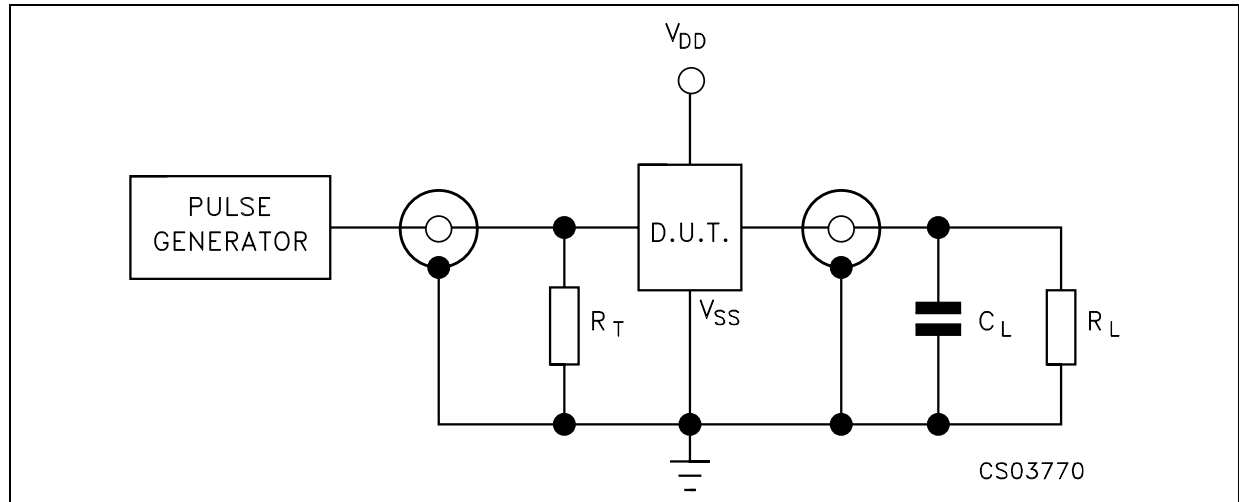 VDD
PULSE
GENERATOR
D.U.T.
VSS
RT
CL
RL
CS03770